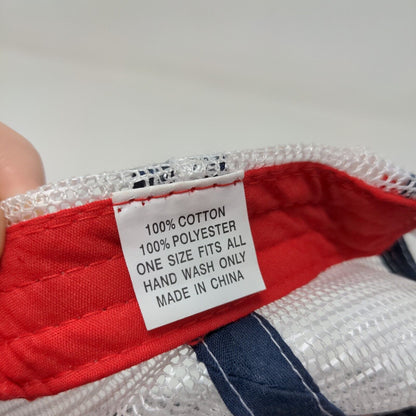 100% COTTON
100% POLYESTER
ONE SIZE FITS ALL
HAND WASH ONLY
MADE IN CHINA